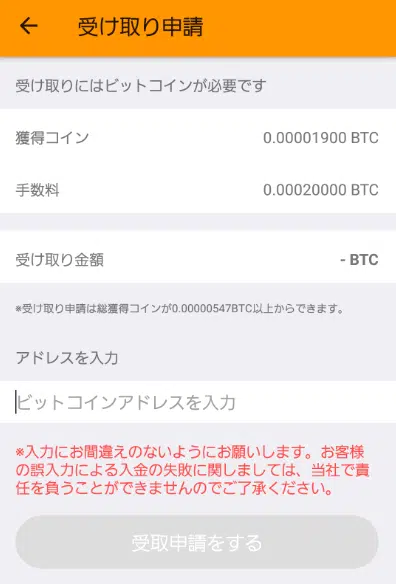 受け取り申請
受け取りにはビットコインが必要です
獲得コイン 0.00001900 BTC
手数料 0.00020000 BTC
受け取り金額 - BTC
※受け取り申請は総獲得コインが0.00000547BTC以上からできます。
アドレスを入力
ビットコインアドレスを入力
※入力にお間違えのないようにお願いします。お客様
の誤入力による入金の失敗に関しましては、当社で責
任を負うことができませんのでご了承ください。
受取申請をする